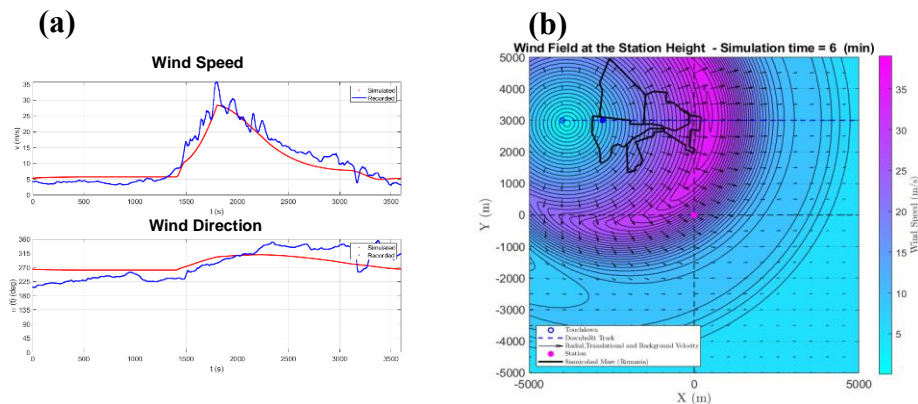 (a)
Wind Speed
35
30
25
20
15
10
5
0
v (m/s)
Simulated
Recorded
0 500 1000 1500 2000 2500 3000 3500
t (s)
Wind Direction
360
315
270
225
180
135
90
45
0
(t) (deg)
Simulated
Recorded
0 500 1000 1500 2000 2500 3000 3500
t (s)
(b)
Wind Field at the Station Height - Simulation time = 6 (min)
5000
4000
3000
2000
1000
0
-1000
-2000
-3000
-4000
-5000
Y (m)
Touchdown
Downburst Track
Radial,Translational and Background Velocity
Station
Sannicolaul Mare (Romania)
-5000 0 5000
X (m)
35
30
25
20
15
10
5
Wind Speed (m/s)